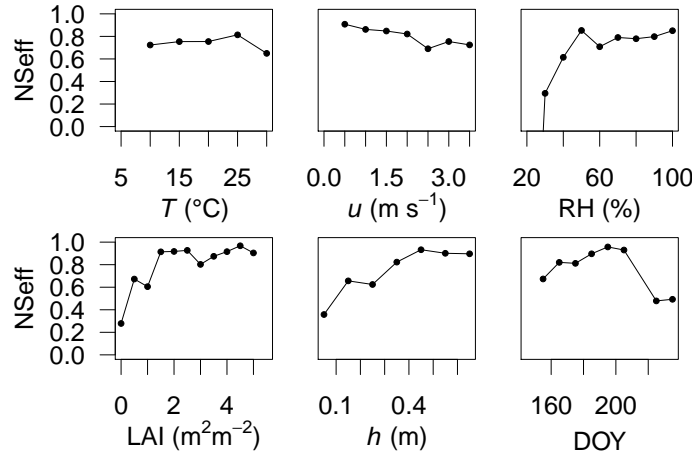 NSeff
1.0
0.8
0.6
0.4
0.2
0.0
5 15 25
T (°C)
0.0 1.5 3.0
u (m s⁻¹)
20 60 100
RH (%)
NSeff
1.0
0.8
0.6
0.4
0.2
0.0
0 2 4
LAI (m²m⁻²)
0.1 0.4
h (m)
160 200
DOY